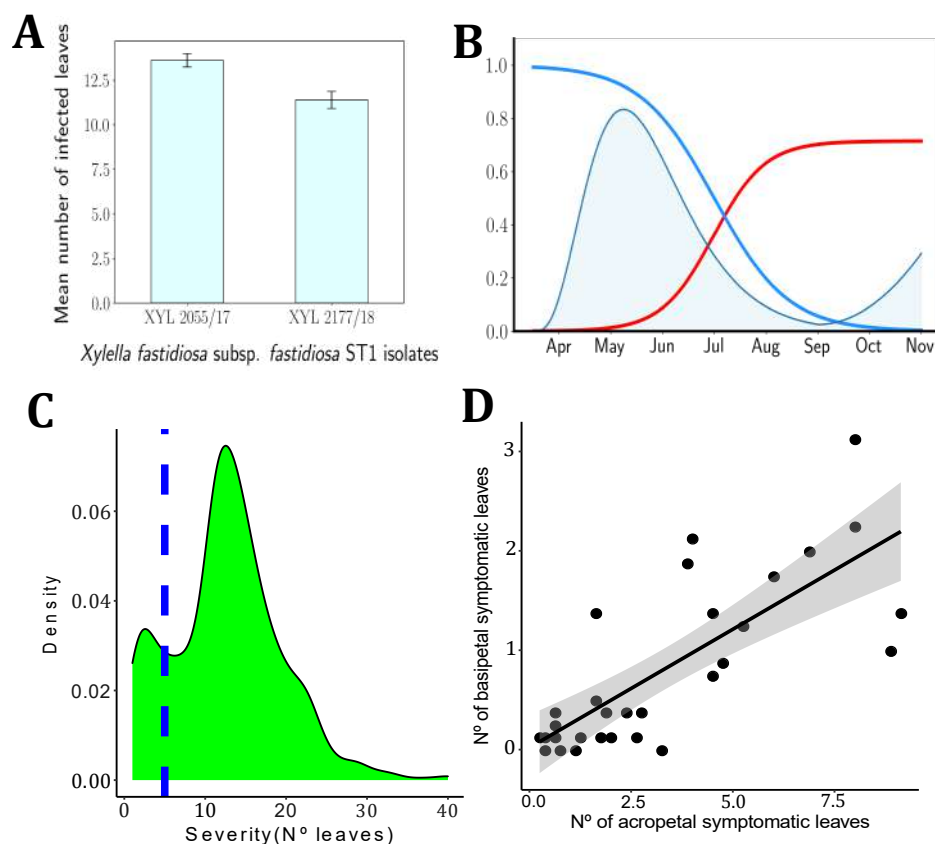 A
Mean number of infected leaves
12.5
10.0
7.5
5.0
2.5
0.0
XYL 2055/17 XYL 2177/18
Xylella fastidiosa subsp. fastidiosa ST1 isolates
B
1.0
0.8
0.6
0.4
0.2
0.0
Apr May Jun Jul Aug Sep Oct Nov
C
Density
0.06
0.04
0.02
0.00
0 10 20 30 40
Severity(Nº leaves)
D
Nº of basipetal symptomatic leaves
3
2
1
0
0.0 2.5 5.0 7.5
Nº of acropetal symptomatic leaves